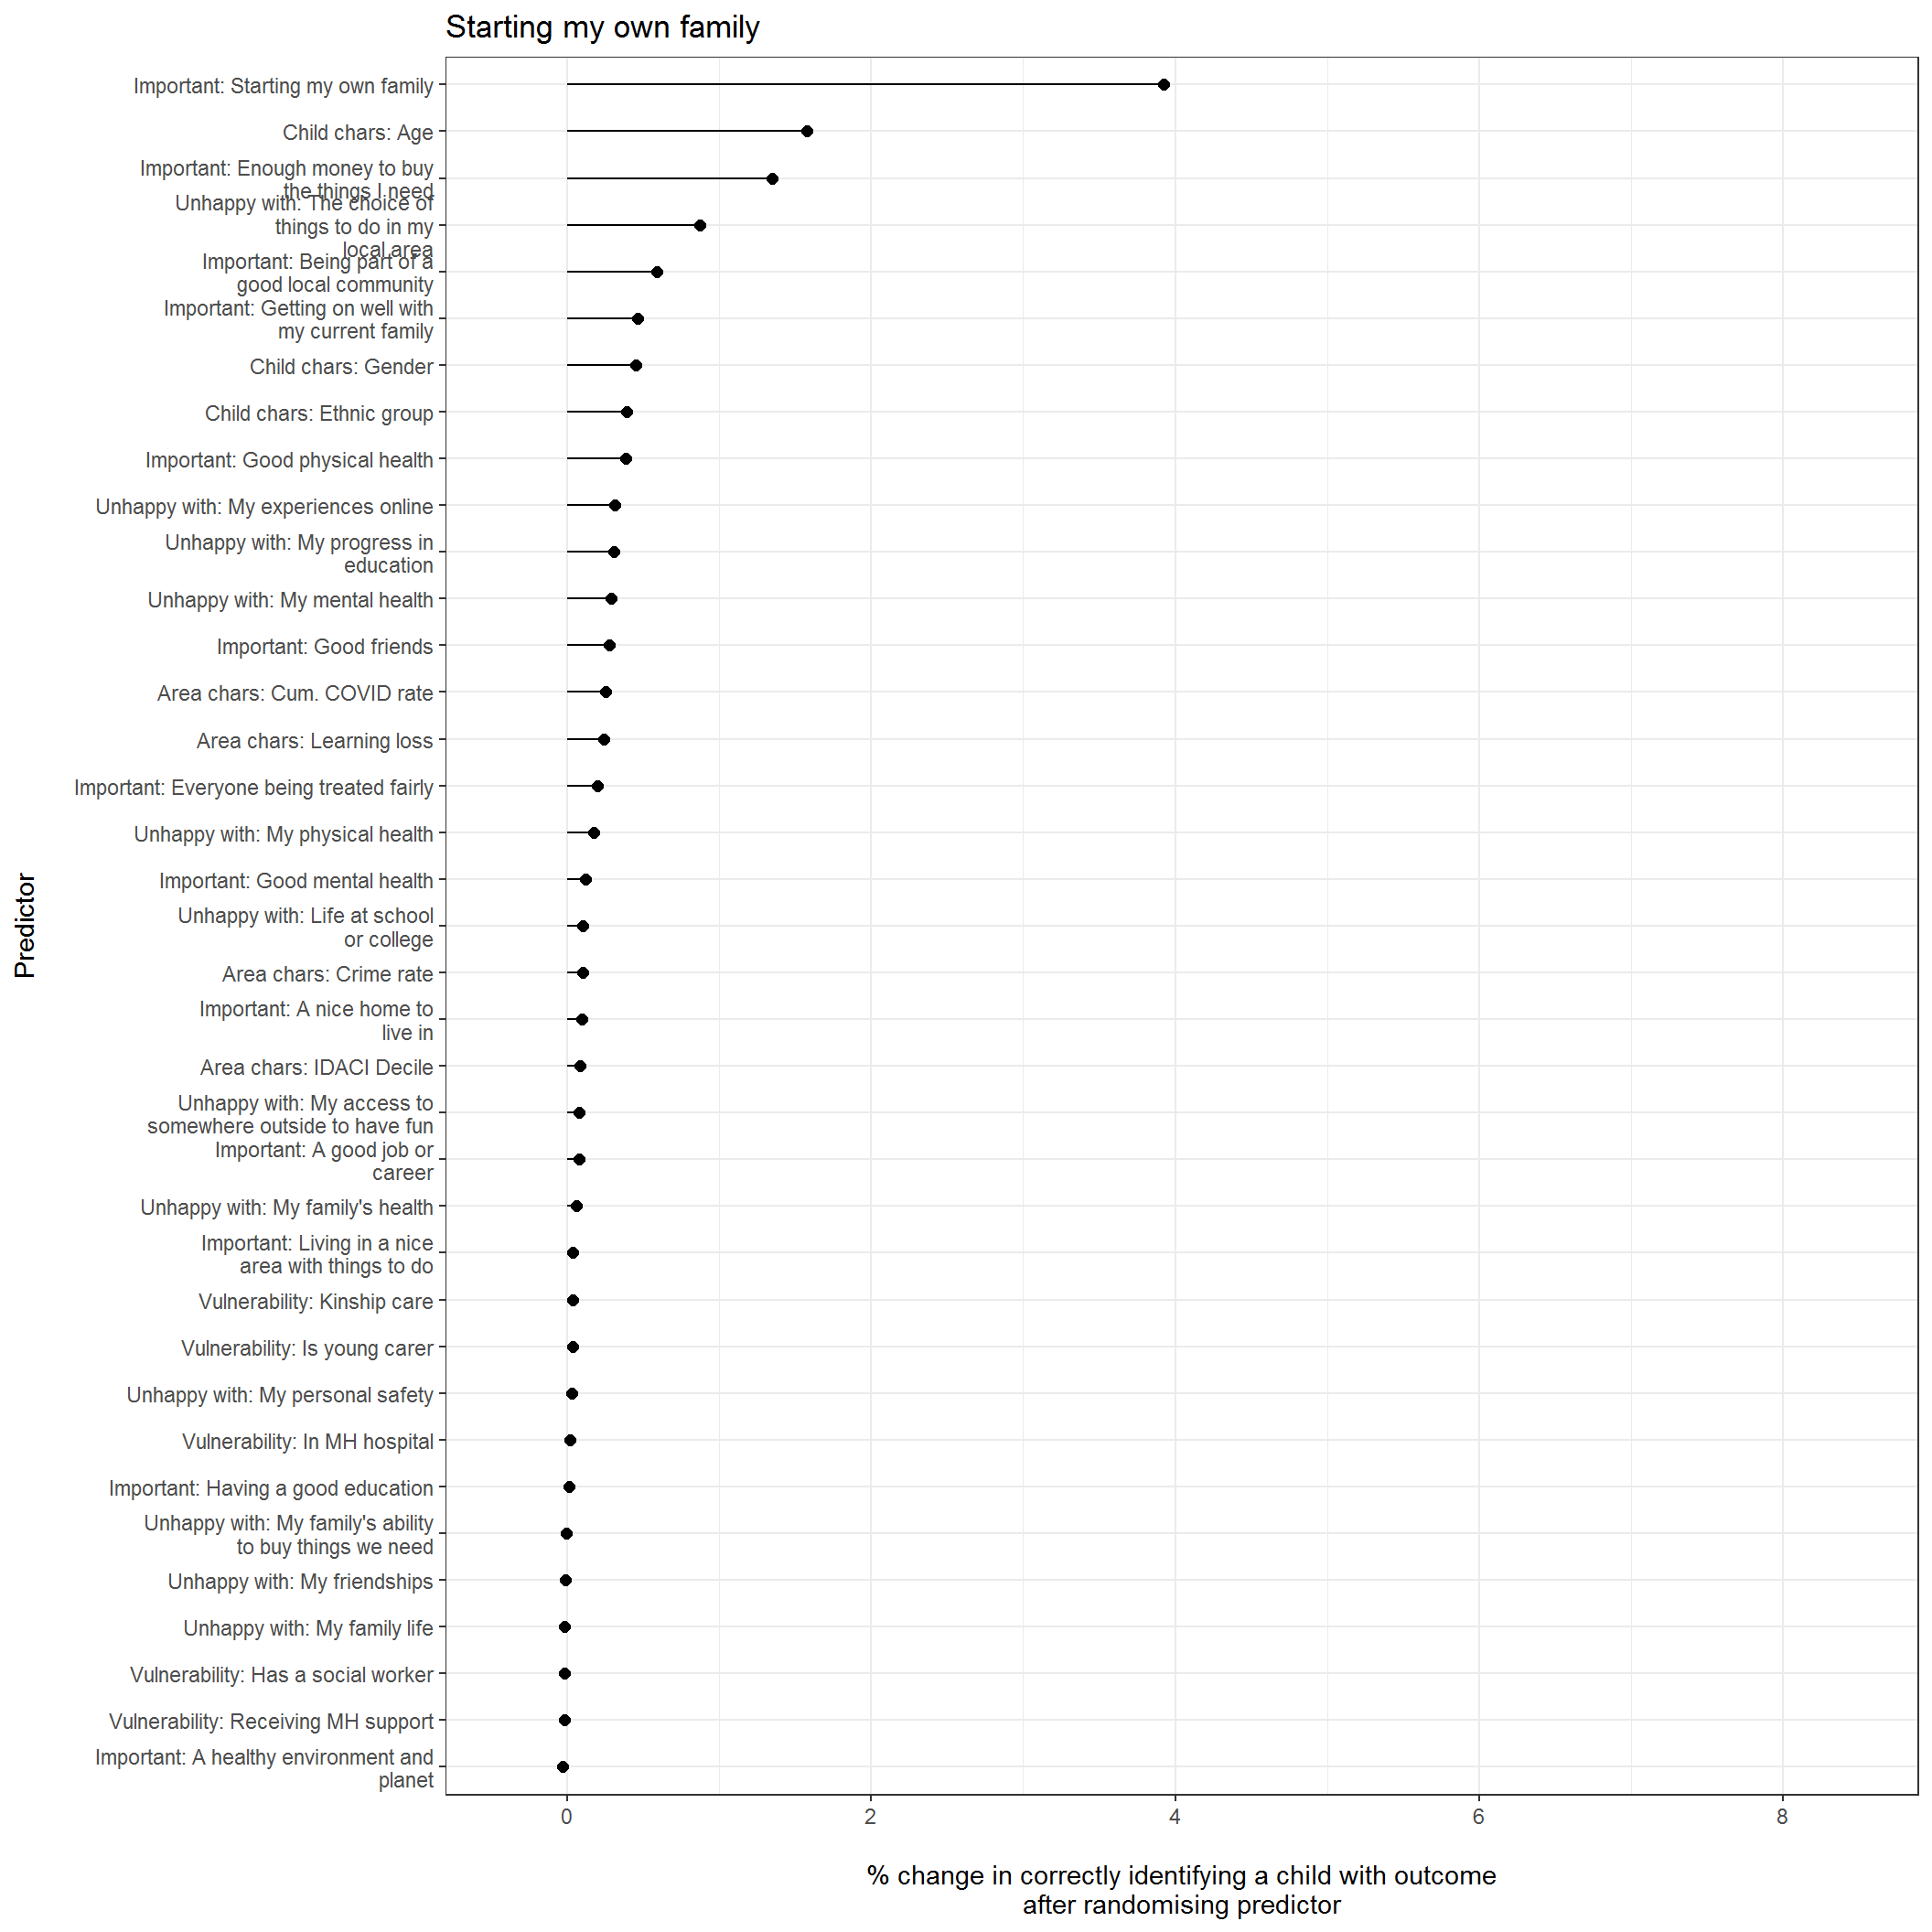 Starting my own family
Important: Starting my own family
Child chars: Age
Important: Enough money to buy
the things I need
Unhappy with: The choice of
things to do in my
local area
Important: Being part of a
good local community
Important: Getting on well with
my current family
Child chars: Gender
Child chars: Ethnic group
Important: Good physical health
Unhappy with: My experiences online
Unhappy with: My progress in
education
Unhappy with: My mental health
Important: Good friends
Area chars: Cum. COVID rate
Area chars: Learning loss
Important: Everyone being treated fairly
Unhappy with: My physical health
Important: Good mental health
Unhappy with: Life at school
or college
Area chars: Crime rate
Important: A nice home to
live in
Area chars: IDACI Decile
Unhappy with: My access to
somewhere outside to have fun
Important: A good job or
career
Unhappy with: My family's health
Important: Living in a nice
area with things to do
Vulnerability: Kinship care
Vulnerability: Is young carer
Unhappy with: My personal safety
Vulnerability: In MH hospital
Important: Having a good education
Unhappy with: My family's ability
to buy things we need
Unhappy with: My friendships
Unhappy with: My family life
Vulnerability: Has a social worker
Vulnerability: Receiving MH support
Important: A healthy environment and
planet
Predictor
0 2 4 6 8
% change in correctly identifying a child with outcome
after randomising predictor